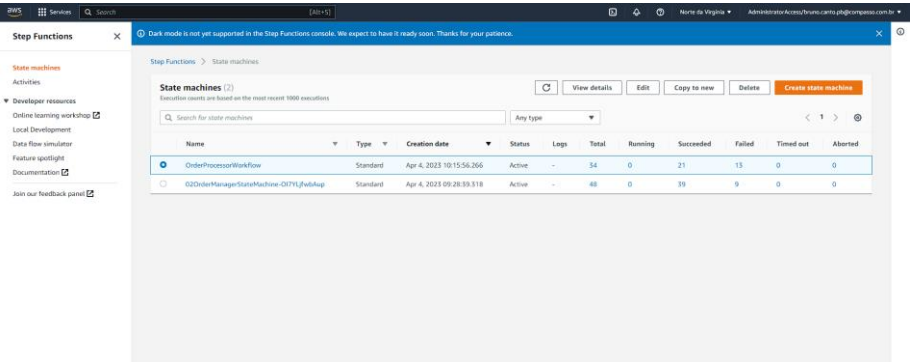 aws Services Search [Alt+S] Norte da Virgínia AdministratorAccess/bruno.canto.pb@compasso.com.br
Step Functions
Dark mode is not yet supported in the Step Functions console. We expect to have it ready soon. Thanks for your patience.
State machines
Activities
Developer resources
Online learning workshop
Local Development
Data flow simulator
Feature spotlight
Documentation
Join our feedback panel
Step Functions > State machines
State machines (2)
Execution counts are based on the most recent 1000 executions
View details Edit Copy to new Delete Create state machine
Search for state machines Any type 1
Name Type Creation date Status Logs Total Running Succeeded Failed Timed out Aborted
OrderProcessorWorkflow Standard Apr 4, 2023 10:15:56.266 Active - 34 0 21 13 0 0
Standard Apr 4, 2023 09:28:39.318 Active - 48 0 39 9 0 0